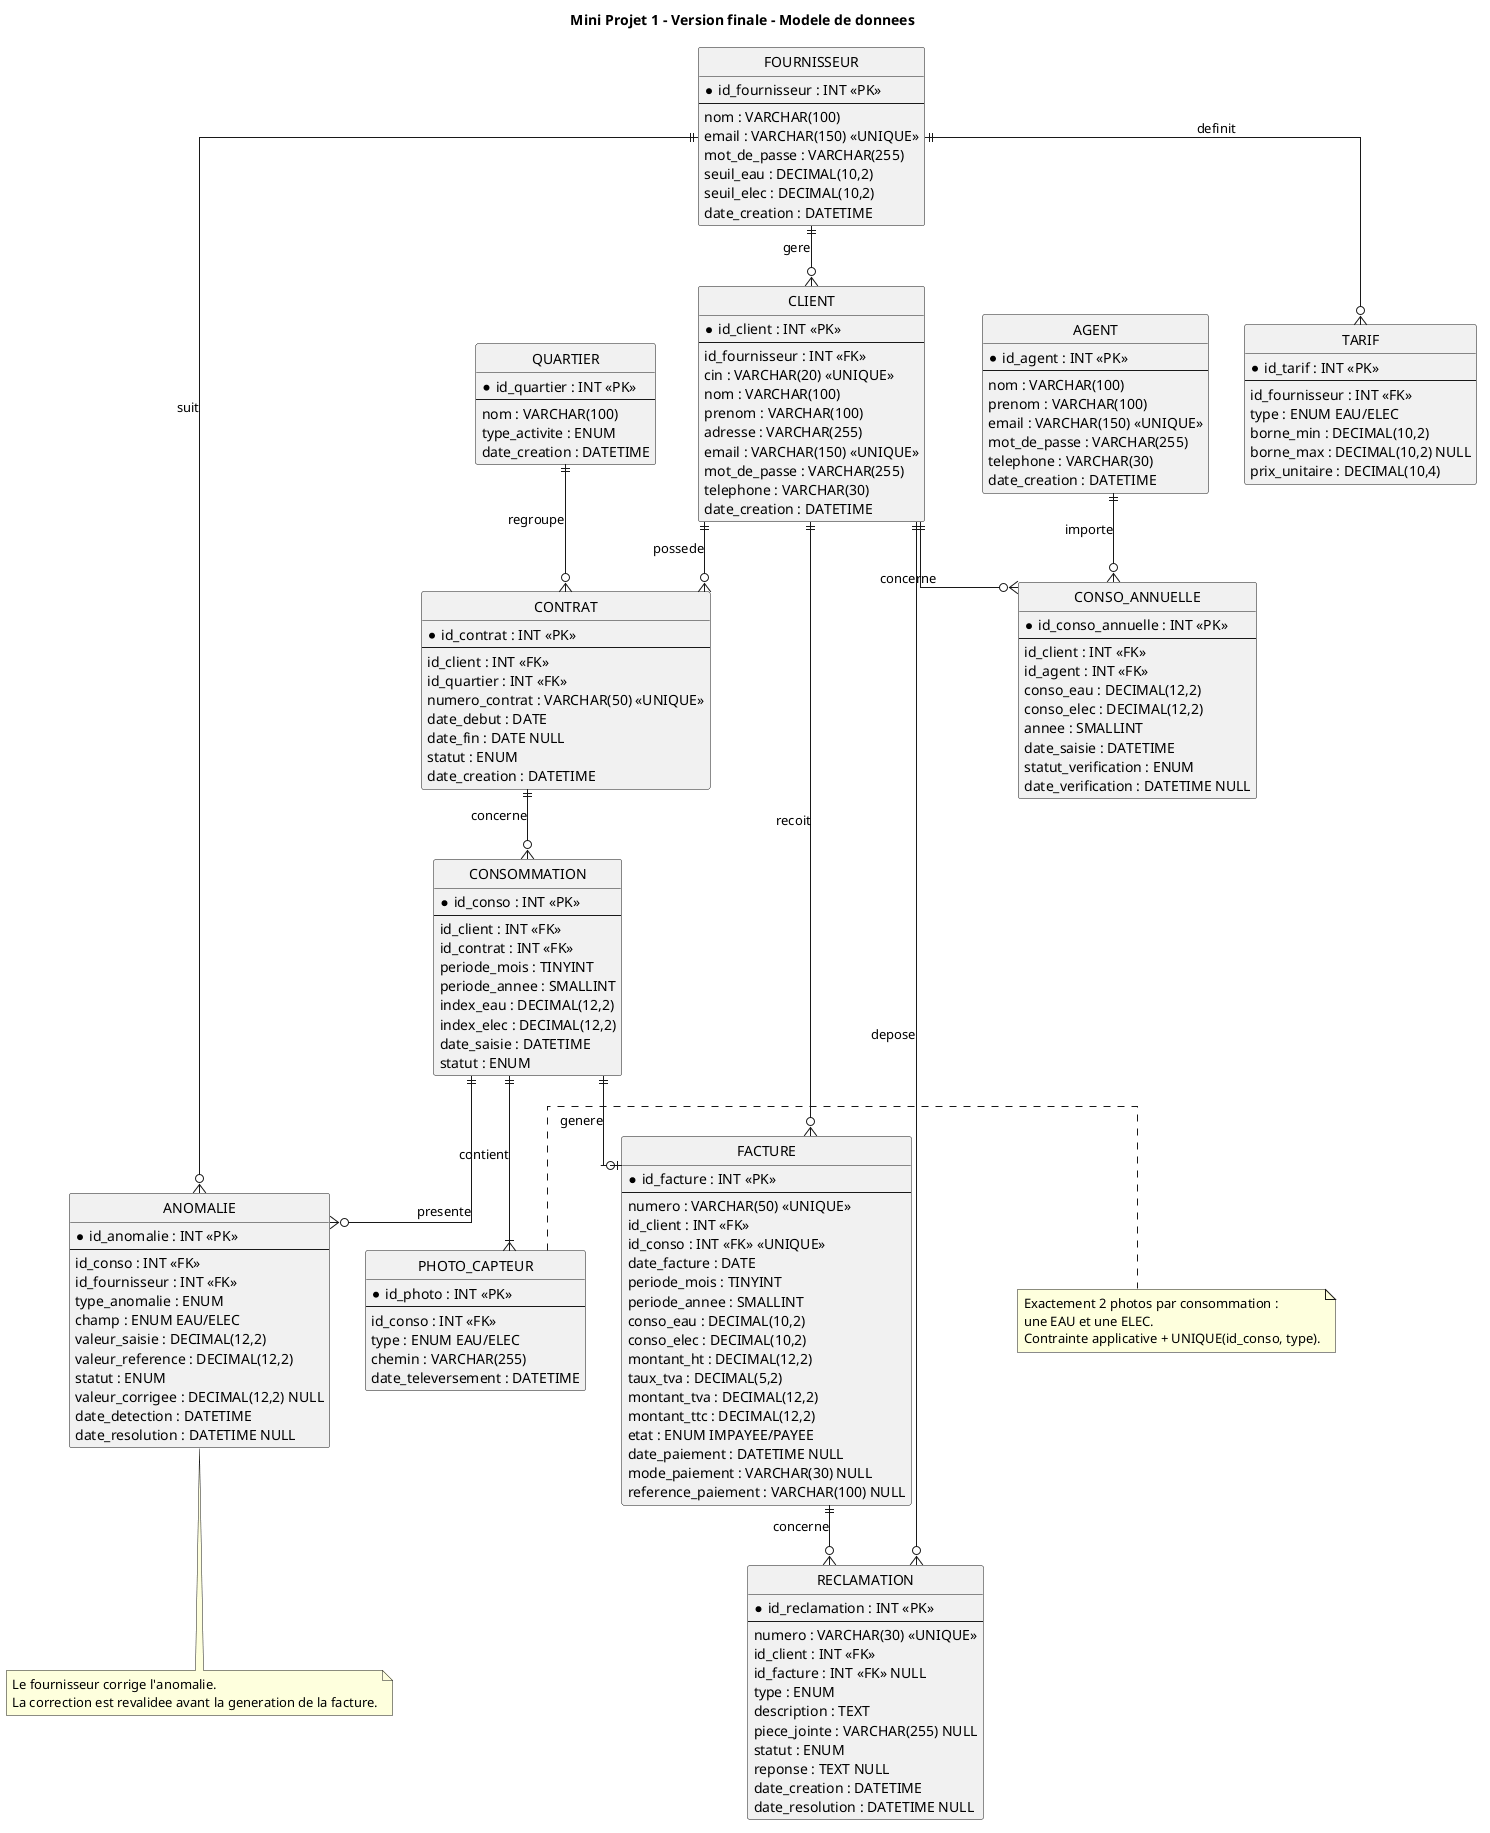 Mini Projet 1 - Version finale - Modele de donnees
FOURNISSEUR
* id_fournisseur : INT «PK»
nom : VARCHAR(100)
email : VARCHAR(150) «UNIQUE»
mot_de_passe : VARCHAR(255)
seuil_eau : DECIMAL(10,2)
seuil_elec : DECIMAL(10,2)
date_creation : DATETIME
definit
gere
suit
CLIENT
* id_client : INT «PK»
id_fournisseur : INT «FK»
cin : VARCHAR(20) «UNIQUE»
nom : VARCHAR(100)
prenom : VARCHAR(100)
adresse : VARCHAR(255)
email : VARCHAR(150) «UNIQUE»
mot_de_passe : VARCHAR(255)
telephone : VARCHAR(30)
date_creation : DATETIME
QUARTIER
* id_quartier : INT «PK»
nom : VARCHAR(100)
type_activite : ENUM
date_creation : DATETIME
AGENT
* id_agent : INT «PK»
nom : VARCHAR(100)
prenom : VARCHAR(100)
email : VARCHAR(150) «UNIQUE»
mot_de_passe : VARCHAR(255)
telephone : VARCHAR(30)
date_creation : DATETIME
TARIF
* id_tarif : INT «PK»
id_fournisseur : INT «FK»
type : ENUM EAU/ELEC
borne_min : DECIMAL(10,2)
borne_max : DECIMAL(10,2) NULL
prix_unitaire : DECIMAL(10,4)
regroupe
possede
concerne
importe
CONTRAT
* id_contrat : INT «PK»
id_client : INT «FK»
id_quartier : INT «FK»
numero_contrat : VARCHAR(50) «UNIQUE»
date_debut : DATE
date_fin : DATE NULL
statut : ENUM
date_creation : DATETIME
CONSO_ANNUELLE
* id_conso_annuelle : INT «PK»
id_client : INT «FK»
id_agent : INT «FK»
conso_eau : DECIMAL(12,2)
conso_elec : DECIMAL(12,2)
annee : SMALLINT
date_saisie : DATETIME
statut_verification : ENUM
date_verification : DATETIME NULL
concerne
recoit
CONSOMMATION
* id_conso : INT «PK»
id_client : INT «FK»
id_contrat : INT «FK»
periode_mois : TINYINT
periode_annee : SMALLINT
index_eau : DECIMAL(12,2)
index_elec : DECIMAL(12,2)
date_saisie : DATETIME
statut : ENUM
depose
genere
contient
presente
ANOMALIE
* id_anomalie : INT «PK»
id_conso : INT «FK»
id_fournisseur : INT «FK»
type_anomalie : ENUM
champ : ENUM EAU/ELEC
valeur_saisie : DECIMAL(12,2)
valeur_reference : DECIMAL(12,2)
statut : ENUM
valeur_corrigee : DECIMAL(12,2) NULL
date_detection : DATETIME
date_resolution : DATETIME NULL
PHOTO_CAPTEUR
* id_photo : INT «PK»
id_conso : INT «FK»
type : ENUM EAU/ELEC
chemin : VARCHAR(255)
date_televersement : DATETIME
FACTURE
* id_facture : INT «PK»
numero : VARCHAR(50) «UNIQUE»
id_client : INT «FK»
id_conso : INT «FK» «UNIQUE»
date_facture : DATE
periode_mois : TINYINT
periode_annee : SMALLINT
conso_eau : DECIMAL(10,2)
conso_elec : DECIMAL(10,2)
montant_ht : DECIMAL(12,2)
taux_tva : DECIMAL(5,2)
montant_tva : DECIMAL(12,2)
montant_ttc : DECIMAL(12,2)
etat : ENUM IMPAYEE/PAYEE
date_paiement : DATETIME NULL
mode_paiement : VARCHAR(30) NULL
reference_paiement : VARCHAR(100) NULL
Exactement 2 photos par consommation :
une EAU et une ELEC.
Contrainte applicative + UNIQUE(id_conso, type).
concerne
RECLAMATION
* id_reclamation : INT «PK»
numero : VARCHAR(30) «UNIQUE»
id_client : INT «FK»
id_facture : INT «FK» NULL
type : ENUM
description : TEXT
piece_jointe : VARCHAR(255) NULL
statut : ENUM
reponse : TEXT NULL
date_creation : DATETIME
date_resolution : DATETIME NULL
Le fournisseur corrige l'anomalie.
La correction est revalidee avant la generation de la facture.